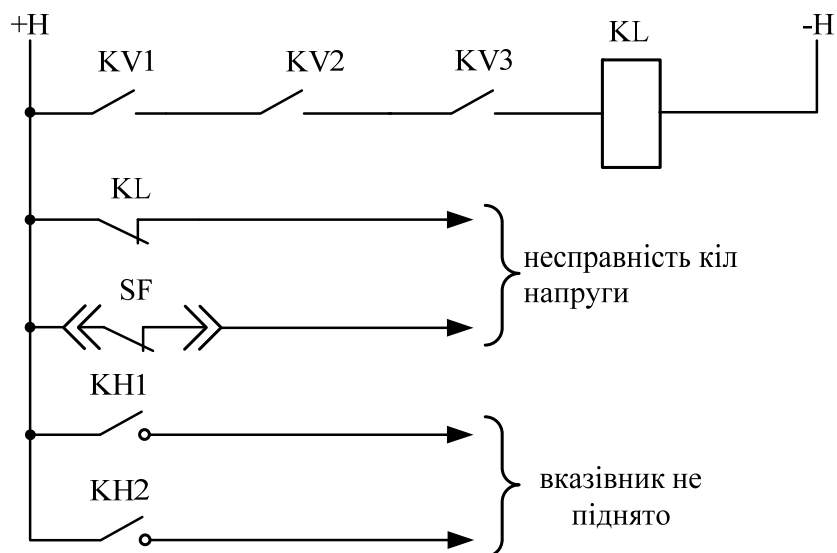 +Н
-Н
KV1
KV2
KV3
KL
KL
SF
несправність кіл
напруги
KH1
KH2
вказівник не
піднято